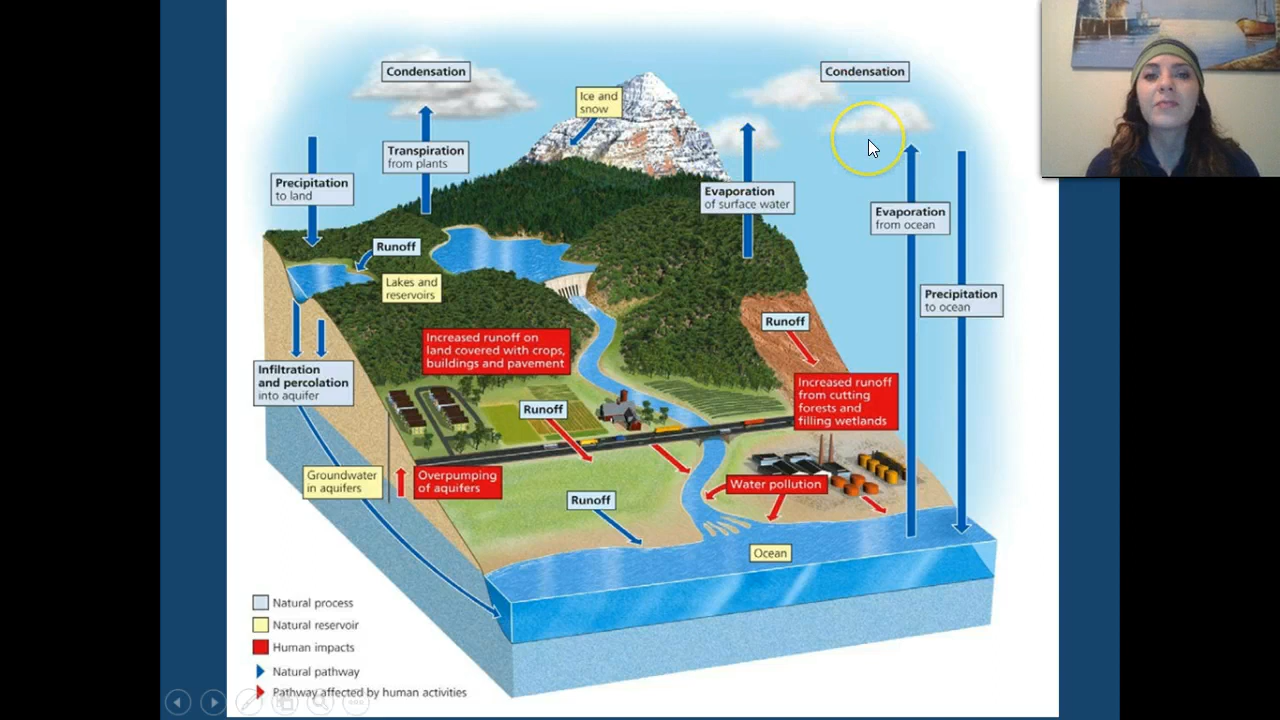 Condensation
Condensation
Ice and
snow
Transpiration
from plants
Precipitation
to land
Evaporation
of surface water
Evaporation
from ocean
Runoff
Lakes and
reservoirs
Precipitation
to ocean
Runoff
Increased runoff on
land covered with crops,
buildings and pavement
Infiltration
and percolation
into aquifer
Increased runoff
from cutting
forests and
filling wetlands
Runoff
Groundwater
in aquifers
Overpumping
of aquifers
Water pollution
Runoff
Ocean
Natural process
Natural reservoir
Human impacts
Natural pathway
Pathway affected by human activities